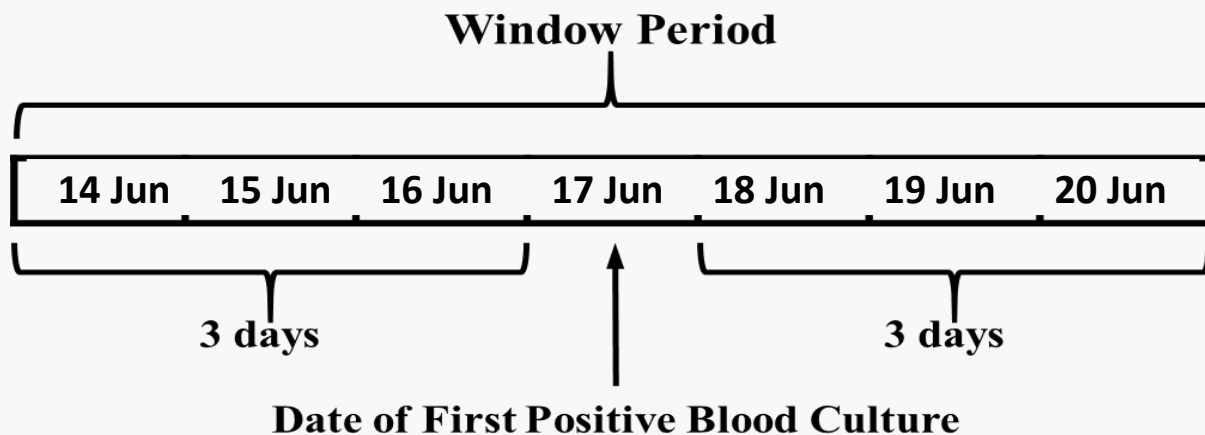 Window Period
14 Jun 15 Jun 16 Jun 17 Jun 18 Jun 19 Jun 20 Jun
3 days 3 days
Date of First Positive Blood Culture